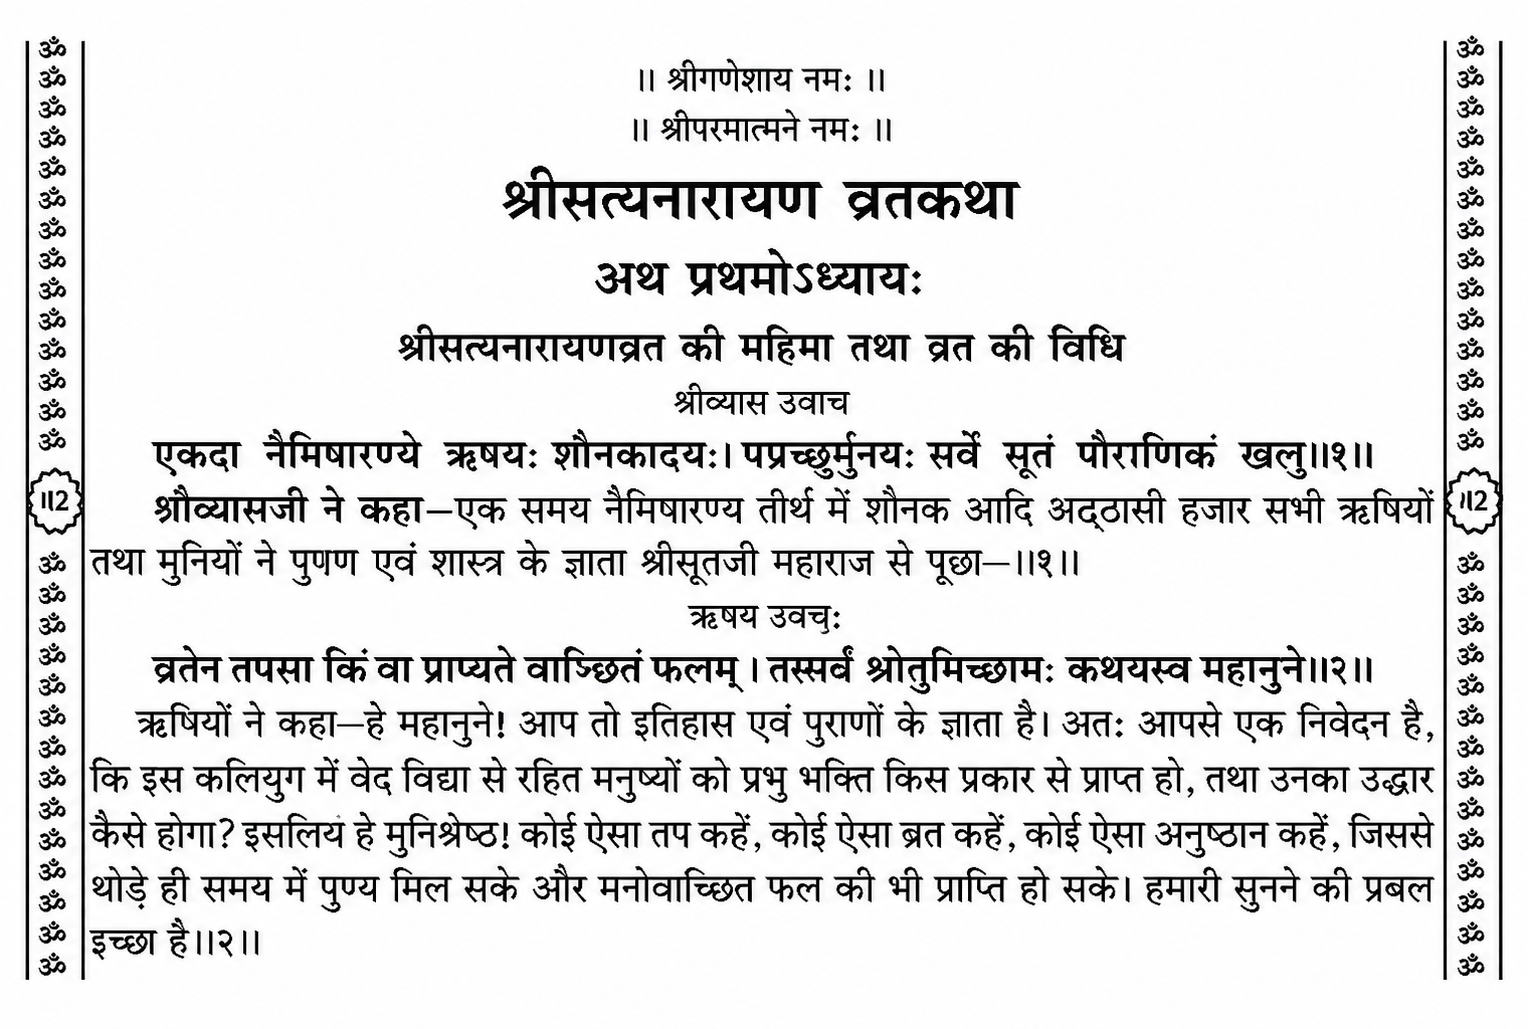 ॥ श्रीगणेशाय नमः ॥
॥ श्रीपरमात्मने नमः ॥
श्रीसत्यनारायण व्रतकथा
अथ प्रथमोऽध्यायः
श्रीसत्यनारायणव्रत की महिमा तथा व्रत की विधि
श्रीव्यास उवाच
एकदा नैमिषारण्ये ऋषयः शौनकादयः। पप्रच्छुर्मुनयः सर्वे सूतं पौराणिकं खलु॥१॥
श्रीव्यासजी ने कहा—एक समय नैमिषारण्य तीर्थ में शौनक आदि अट्ठासी हजार सभी ऋषियों
तथा मुनियों ने पुणण एवं शास्त्र के ज्ञाता श्रीसूतजी महाराज से पूछा—॥१॥
ऋषय उवचुः
व्रतेन तपसा किं वा प्राप्यते वाञ्छितं फलम् । तस्सर्वं श्रोतुमिच्छामः कथयस्व महानुने॥२॥
ऋषियों ने कहा—हे महानुने! आप तो इतिहास एवं पुराणों के ज्ञाता है। अतः आपसे एक निवेदन है,
कि इस कलियुग में वेद विद्या से रहित मनुष्यों को प्रभु भक्ति किस प्रकार से प्राप्त हो, तथा उनका उद्धार
कैसे होगा? इसलिय हे मुनिश्रेष्ठ! कोई ऐसा तप कहें, कोई ऐसा ब्रत कहें, कोई ऐसा अनुष्ठान कहें, जिससे
थोड़े ही समय में पुण्य मिल सके और मनोवाच्छित फल की भी प्राप्ति हो सके। हमारी सुनने की प्रबल
इच्छा है॥२॥